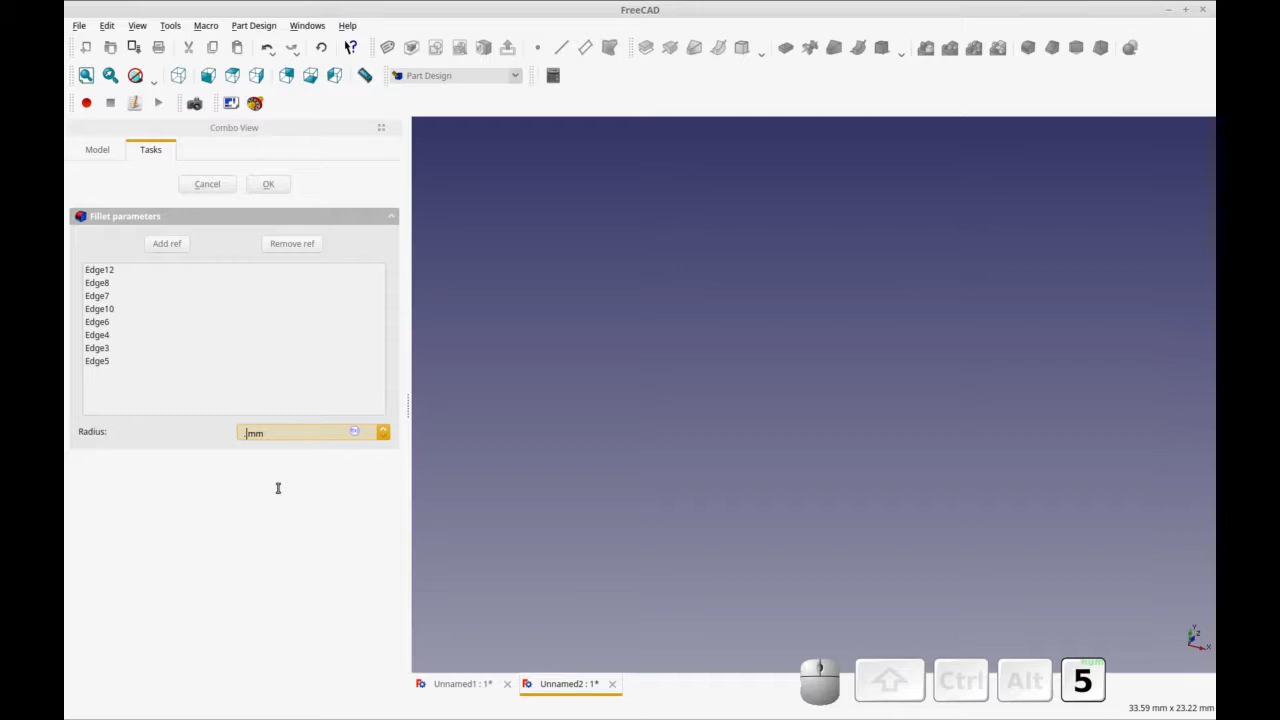 FreeCAD
File Edit View Tools Macro Part Design Windows Help
Part Design
Combo View
Model Tasks
Cancel OK
Fillet parameters
Add ref Remove ref
Edge12
Edge8
Edge7
Edge10
Edge6
Edge4
Edge3
Edge5
Radius: .mm
Y
Z
X
Unnamed1 : 1* Unnamed2 : 1*
Ctrl Alt num 5
33.59 mm x 23.22 mm